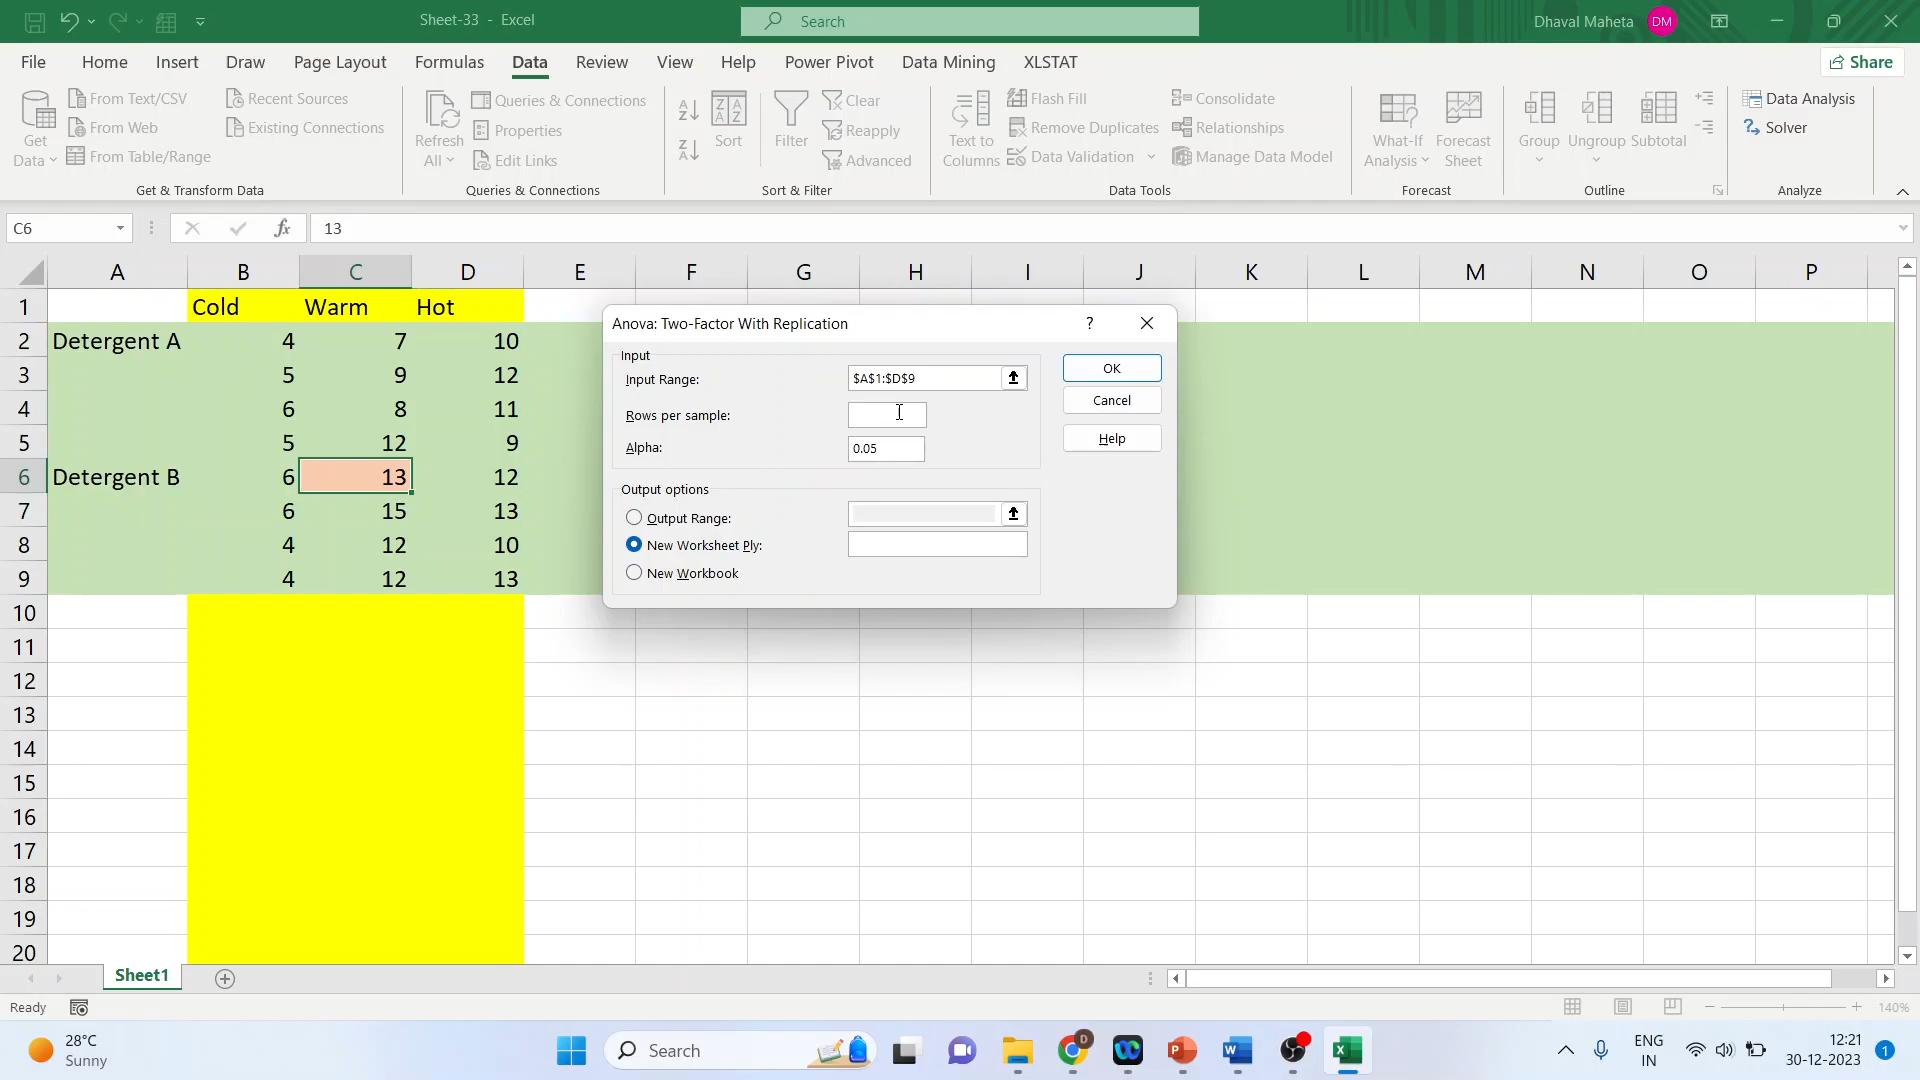 Sheet-33 - Excel
Search
Dhaval Maheta DM
File Home Insert Draw Page Layout Formulas Data Review View Help Power Pivot Data Mining XLSTAT Share
Get Data
From Text/CSV
From Web
From Table/Range
Recent Sources
Existing Connections
Get & Transform Data
Refresh All
Queries & Connections
Properties
Edit Links
Queries & Connections
Sort
Filter
Clear
Reapply
Advanced
Sort & Filter
Text to Columns
Flash Fill
Remove Duplicates
Data Validation
Consolidate
Relationships
Manage Data Model
Data Tools
What-If Analysis
Forecast Sheet
Forecast
Group
Ungroup
Subtotal
Outline
Data Analysis
Solver
Analyze
C6 fx 13
A B C D E F G H I J K L M N O P
1 Cold Warm Hot
2 Detergent A 4 7 10
3 5 9 12
4 6 8 11
5 5 12 9
6 Detergent B 6 13 12
7 6 15 13
8 4 12 10
9 4 12 13
10
11
12
13
14
15
16
17
18
19
20
Anova: Two-Factor With Replication ?
Input
Input Range: $A$1:$D$9
Rows per sample:
Alpha: 0.05
OK
Cancel
Help
Output options
Output Range:
New Worksheet Ply:
New Workbook
Sheet1
Ready
140%
28°C
Sunny
Search
D
ENG
IN
12:21
30-12-2023
1